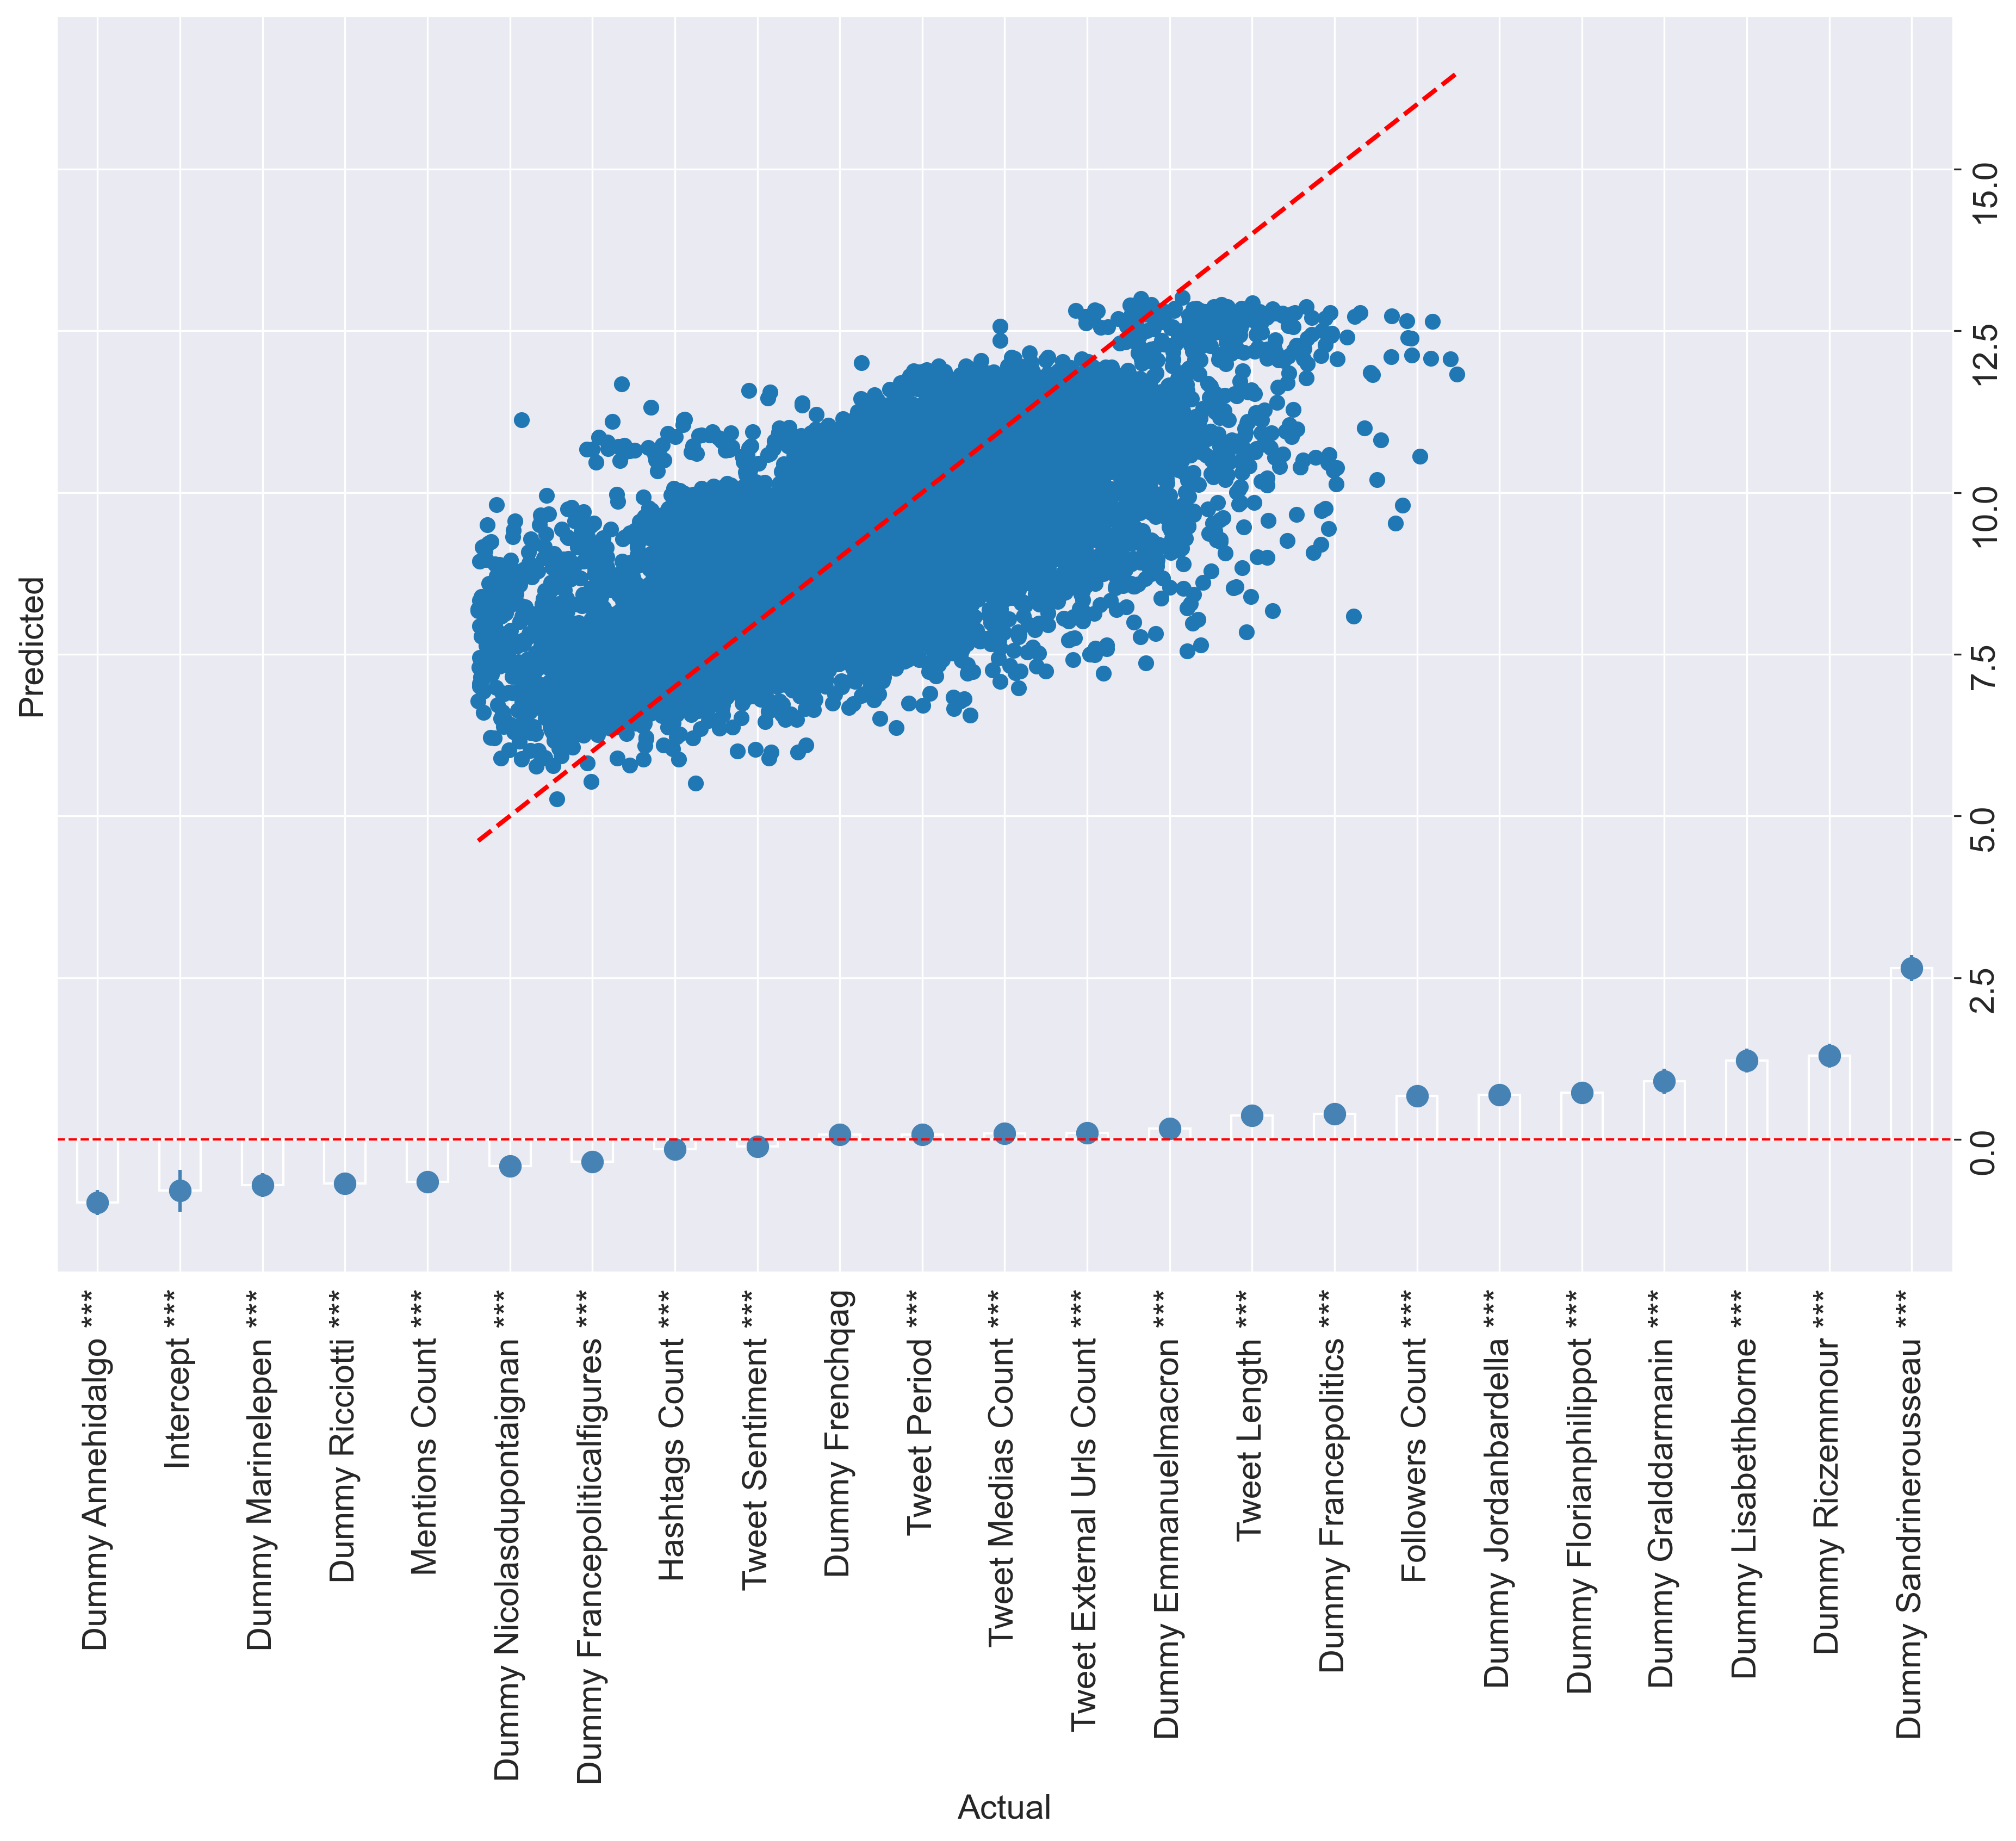 Predicted
15.0
12.5
10.0
7.5
5.0
2.5
0.0
Dummy Annehidalgo ***
Intercept ***
Dummy Marinelepen ***
Dummy Ricciotti ***
Mentions Count ***
Dummy Nicolasdupontaignan ***
Dummy Francepoliticalfigures ***
Hashtags Count ***
Tweet Sentiment ***
Dummy Frenchqag
Tweet Period ***
Tweet Medias Count ***
Tweet External Urls Count ***
Dummy Emmanuelmacron ***
Tweet Length ***
Dummy Francepolitics ***
Followers Count ***
Dummy Jordanbardella ***
Dummy Florianphilippot ***
Dummy Gralddarmanin ***
Dummy Lisabethborne ***
Dummy Riczemmour ***
Dummy Sandrinerousseau ***
Actual